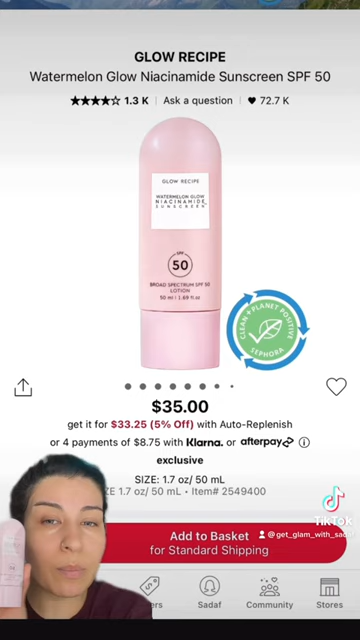 GLOW RECIPE
Watermelon Glow Niacinamide Sunscreen SPF 50
1.3 K | Ask a question | 72.7 K
GLOW RECIPE
WATERMELON GLOW
NIACINAMIDE
SUNSCREEN
SPF
50
BROAD SPECTRUM SPF 50
LOTION
50 ml | 1.69 fl oz
CLEAN + PLANET POSITIVE
SEPHORA
$35.00
get it for $33.25 (5% Off) with Auto-Replenish
or 4 payments of $8.75 with Klarna. or afterpay
exclusive
SIZE: 1.7 oz/ 50 mL
ZE 1.7 oz/ 50 mL • Item# 2549400
TikTok
Add to Basket
for Standard Shipping
@get_glam_with_sadaf
ers Sadaf Community Stores